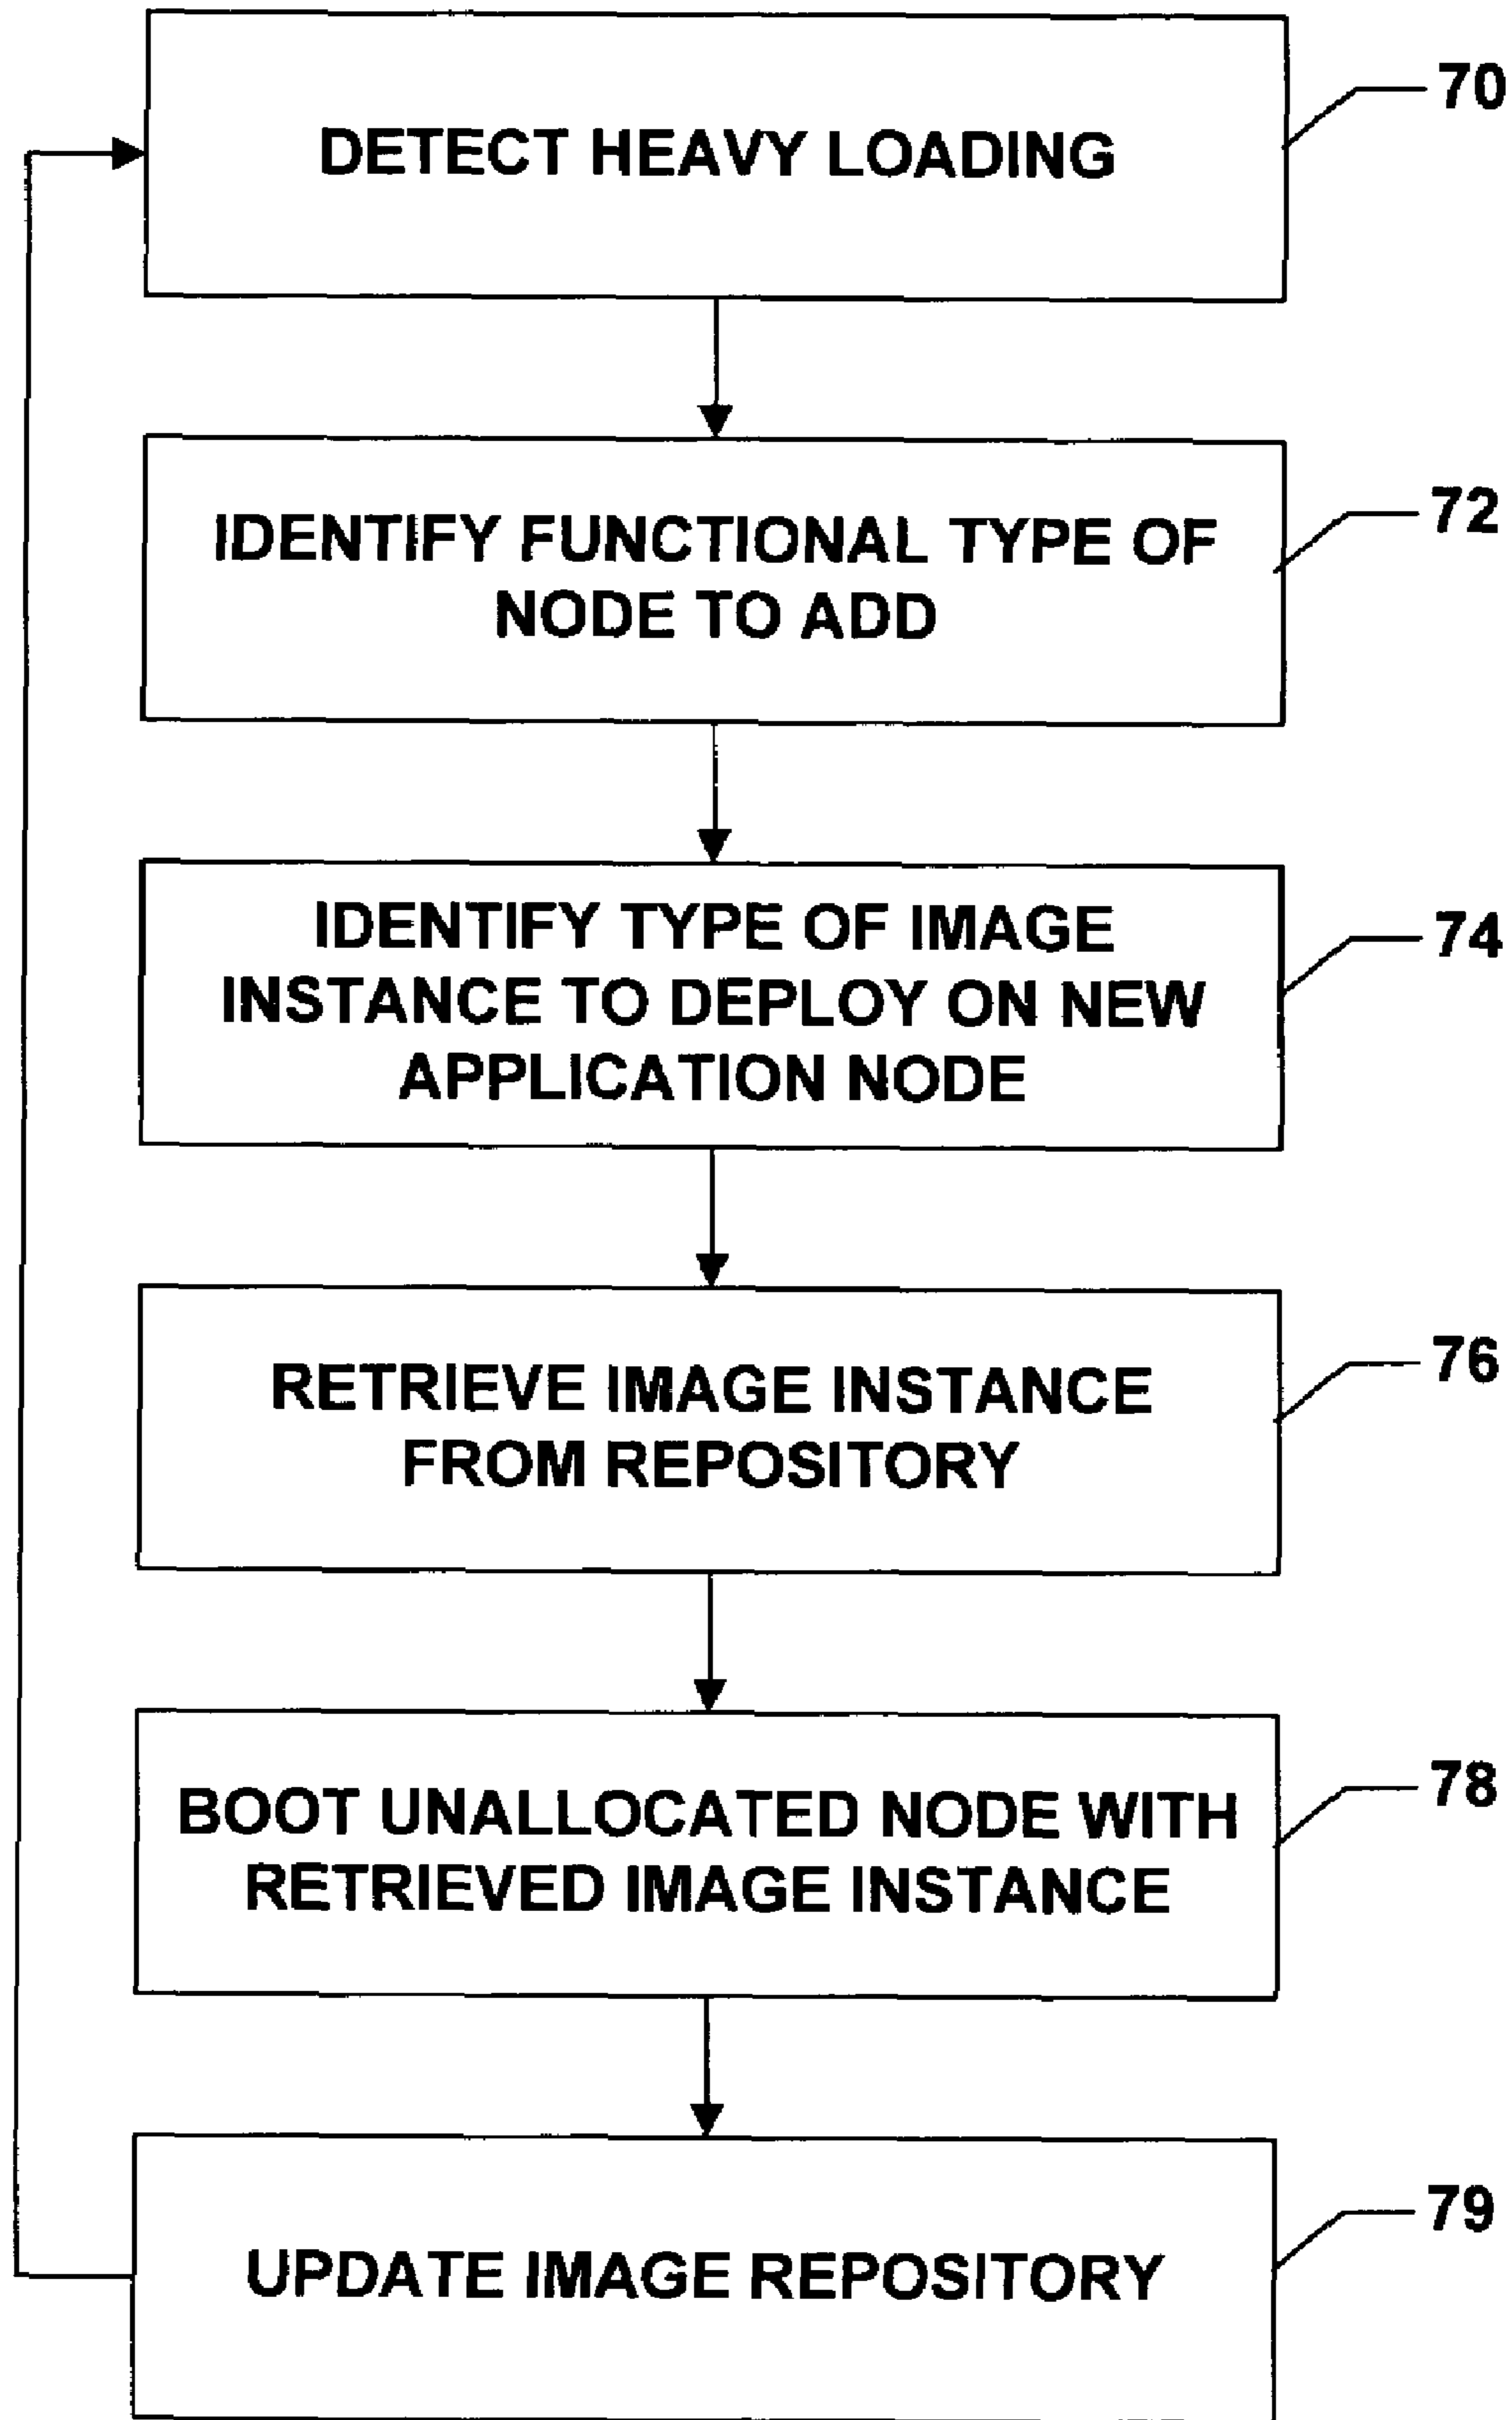 DETECT HEAVY LOADING
70
IDENTIFY FUNCTIONAL TYPE OF
NODE TO ADD
72
IDENTIFY TYPE OF IMAGE
INSTANCE TO DEPLOY ON NEW
APPLICATION NODE
74
RETRIEVE IMAGE INSTANCE
FROM REPOSITORY
76
BOOT UNALLOCATED NODE WITH
RETRIEVED IMAGE INSTANCE
78
UPDATE IMAGE REPOSITORY
79